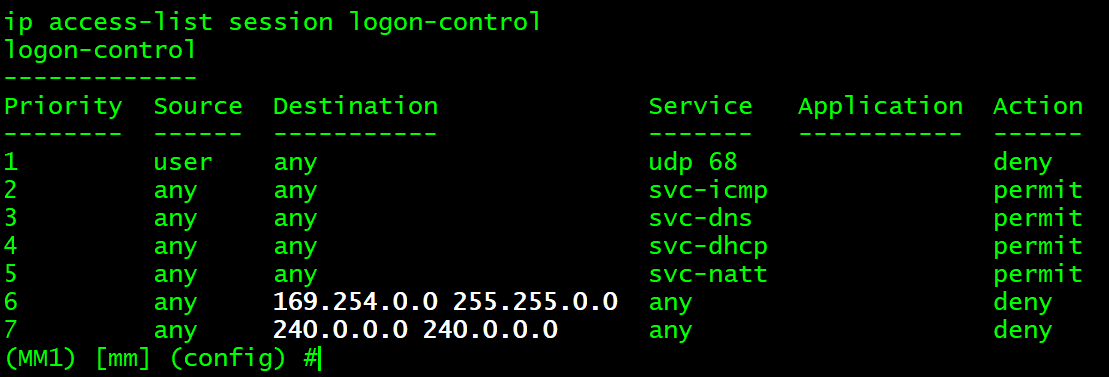 ip access-list session logon-control
logon-control
-------------
Priority  Source  Destination              Service  Application  Action
--------  ------  -----------              -------  -----------  ------
1         user    any                      udp 68                deny
2         any     any                      svc-icmp              permit
3         any     any                      svc-dns               permit
4         any     any                      svc-dhcp              permit
5         any     any                      svc-natt              permit
6         any     169.254.0.0 255.255.0.0  any                   deny
7         any     240.0.0.0 240.0.0.0      any                   deny
(MM1) [mm] (config) #